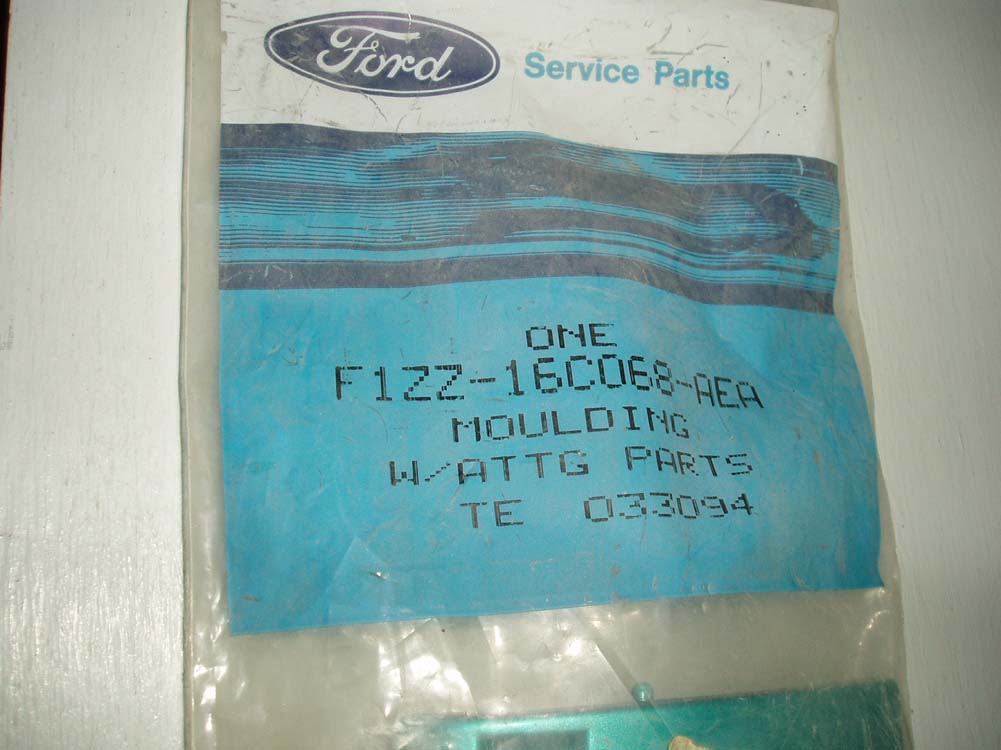 Ford Service Parts
ONE
F1ZZ-16C068-AEA
MOULDING
W/ATTG PARTS
TE 033094